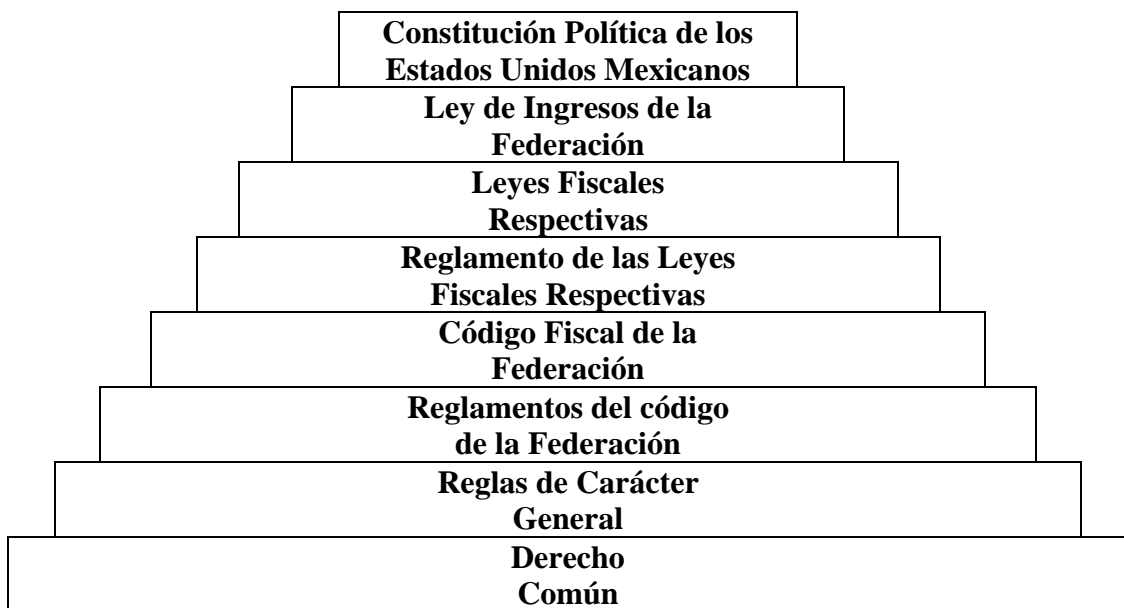 Constitución Política de los
Estados Unidos Mexicanos
Ley de Ingresos de la
Federación
Leyes Fiscales
Respectivas
Reglamento de las Leyes
Fiscales Respectivas
Código Fiscal de la
Federación
Reglamentos del código
de la Federación
Reglas de Carácter
General
Derecho
Común